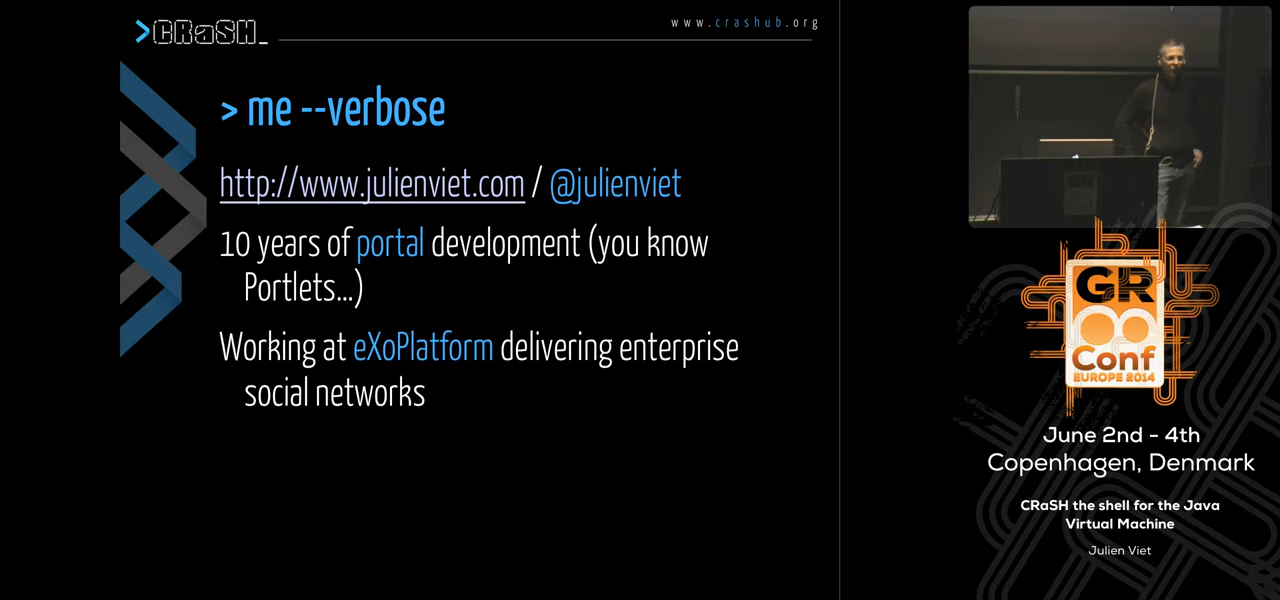 >CRaSH_
www.crashub.org
> me --verbose
http://www.julienviet.com / @julienviet
10 years of portal development (you know
Portlets...)
Working at eXoPlatform delivering enterprise
social networks
GR
Conf
EUROPE 2014
June 2nd - 4th
Copenhagen, Denmark
CRaSH the shell for the Java
Virtual Machine
Julien Viet